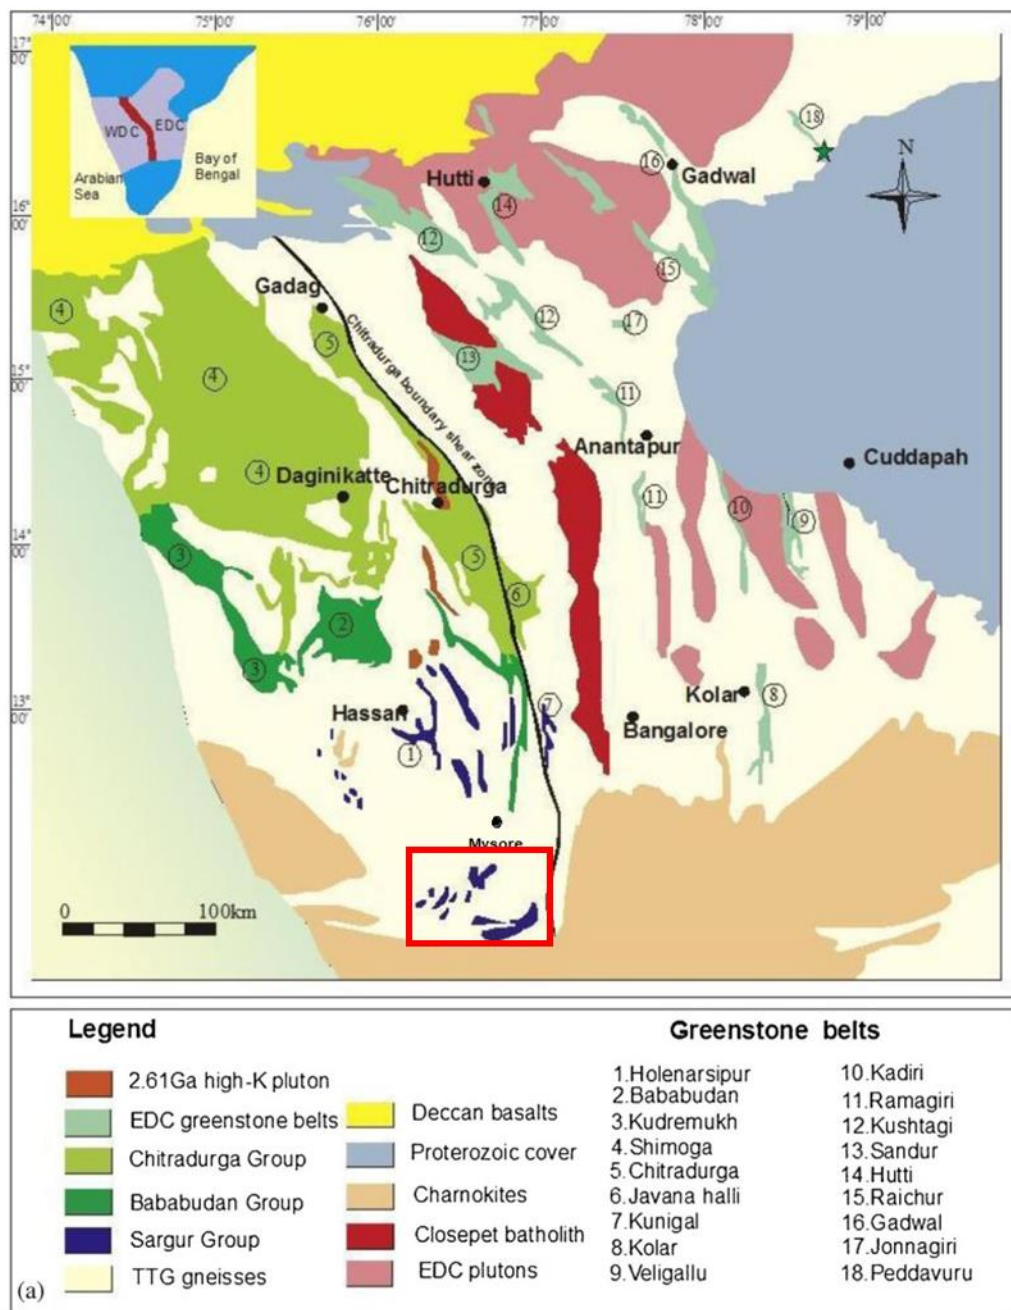 74°00'
75°00'
76°00'
77°00'
78°00'
79°00'
17°
00'
16°
00'
15°
00'
14°
00'
13°
00'
WDC
EDC
Arabian
Sea
Bay of
Bengal
N
18
16
Gadwal
Hutti
14
12
15
Gadag
4
5
12
17
Chitradurga boundary shear zone
13
4
11
Anantapur
Cuddapah
4
Daginikatte
Chitradurga
11
10
9
3
5
6
2
3
Kolar
8
Hassan
7
Bangalore
1
Mysore
0
100km
Legend
2.61Ga high-K pluton
EDC greenstone belts
Chitradurga Group
Bababudan Group
Sargur Group
TTG gneisses
(a)
Deccan basalts
Proterozoic cover
Charnokites
Closepet batholith
EDC plutons
Greenstone belts
1.Holenarsipur
2.Bababudan
3.Kudremukh
4.Shimoga
5.Chitradurga
6.Javana halli
7.Kunigal
8.Kolar
9.Veligallu
10.Kadiri
11.Ramagiri
12.Kushtagi
13.Sandur
14.Hutti
15.Raichur
16.Gadwal
17.Jonnagiri
18.Peddavuru